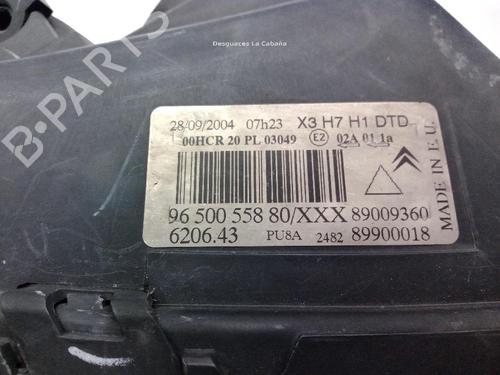 Desguaces La Cabaña
B-PARTS
28/09/2004 07h23 X3 H7 H1 DTD
00HCR 20 PL 03049 E2 02A 01 1a
96 500 558 80/XXX 89009360
6206.43 PU8A 2482 89900018
MADE IN E.U.